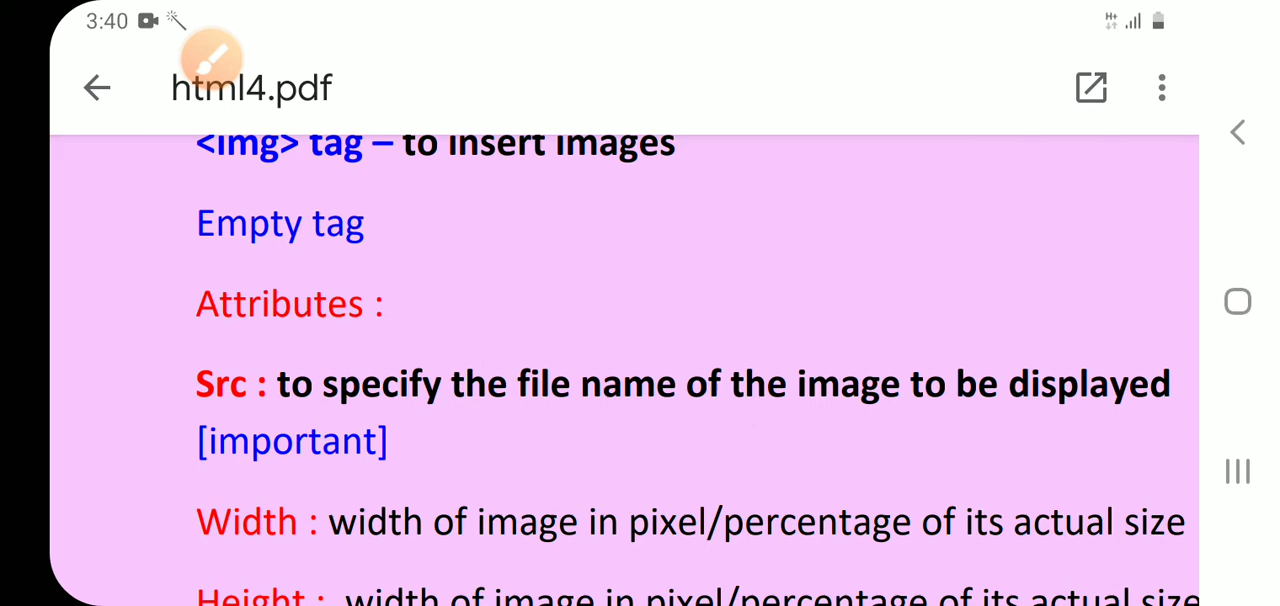 3:40
H+
html4.pdf
<img> tag – to insert images
Empty tag
Attributes :
Src : to specify the file name of the image to be displayed
[important]
Width : width of image in pixel/percentage of its actual size
Height : width of image in pixel/percentage of its actual size